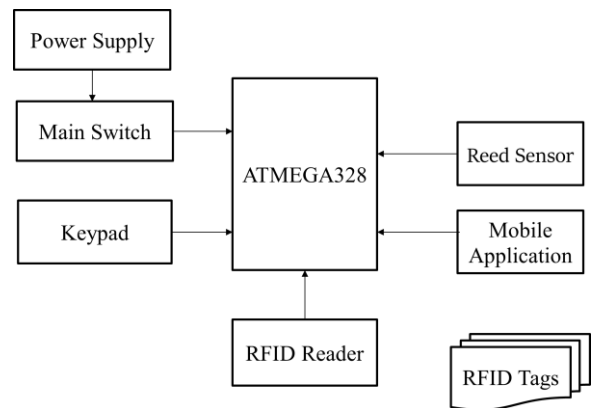 Power Supply
Main Switch
ATMEGA328
Reed Sensor
Keypad
Mobile
Application
RFID Reader
RFID Tags